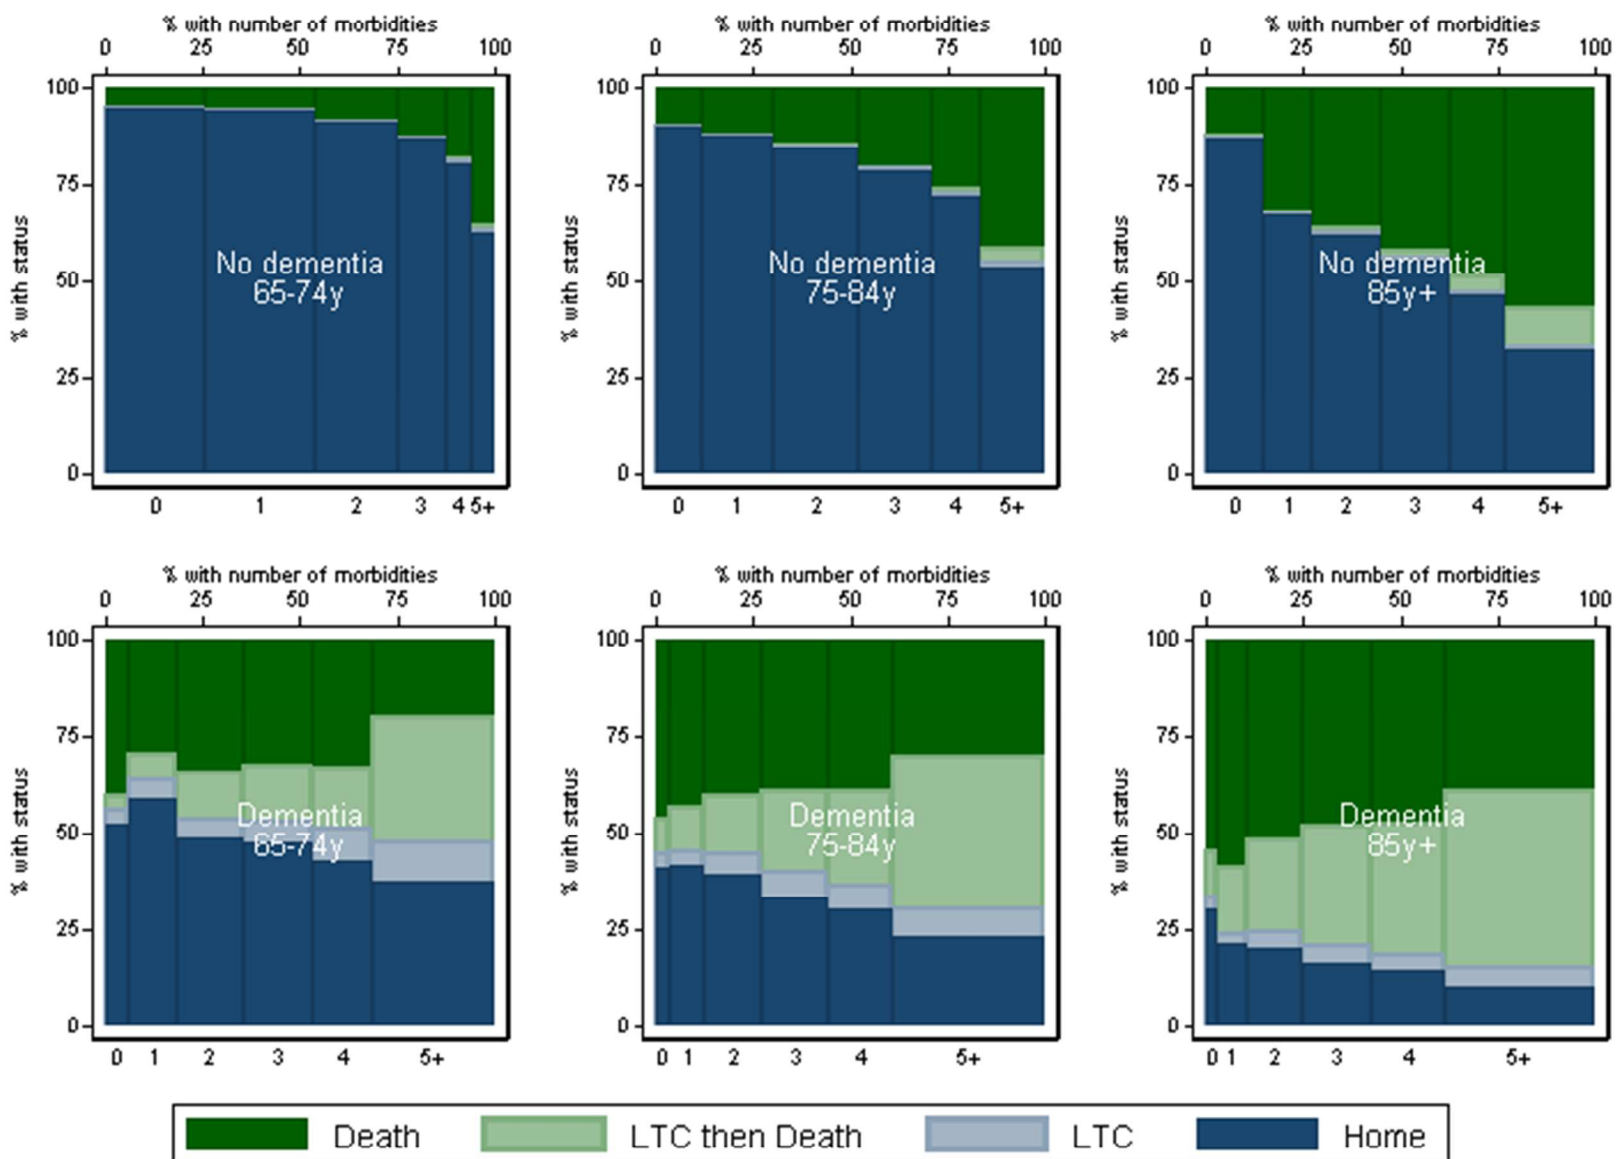 % with number of morbidities
0 25 50 75 100
100
75
50
25
0
% with status
No dementia
65-74y
0 1 2 3 4 5+
% with number of morbidities
0 25 50 75 100
100
75
50
25
0
% with status
No dementia
75-84y
0 1 2 3 4 5+
% with number of morbidities
0 25 50 75 100
100
75
50
25
0
% with status
No dementia
85y+
0 1 2 3 4 5+
% with number of morbidities
0 25 50 75 100
100
75
50
25
0
% with status
Dementia
65-74y
0 1 2 3 4 5+
% with number of morbidities
0 25 50 75 100
100
75
50
25
0
% with status
Dementia
75-84y
0 1 2 3 4 5+
% with number of morbidities
0 25 50 75 100
100
75
50
25
0
% with status
Dementia
85y+
0 1 2 3 4 5+
Death LTC then Death LTC Home